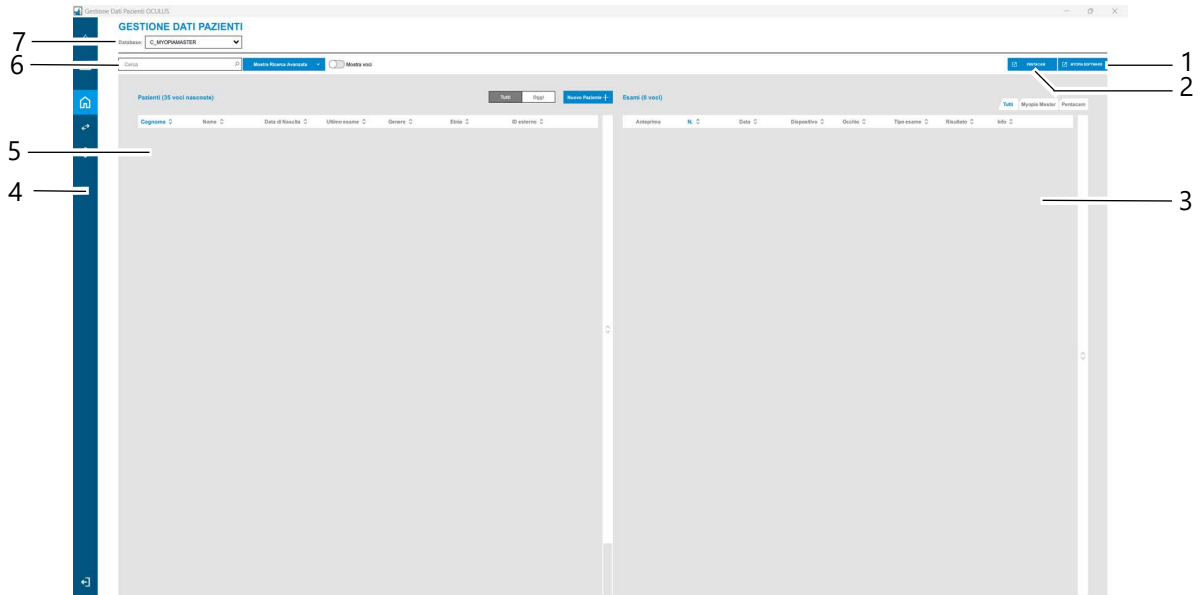 Gestione Dati Pazienti OCULUS
GESTIONE DATI PAZIENTI
7
Database: C_MYOPIAMASTER
6
Cerca
Mostra Ricerca Avanzata
Mostra voci
PENTACAM
MYOPIA SOFTWARE
1
2
Pazienti (35 voci nascoste)
Tutti
Oggi
Nuovo Paziente
Esami (0 voci)
Tutti
Myopia Master
Pentacam
Cognome Nome Data di Nascita Ultimo esame Genere Etnia ID esterno
Anteprima N. Data Dispositivo Occhio Tipo esame Risultato Info
5
4
3